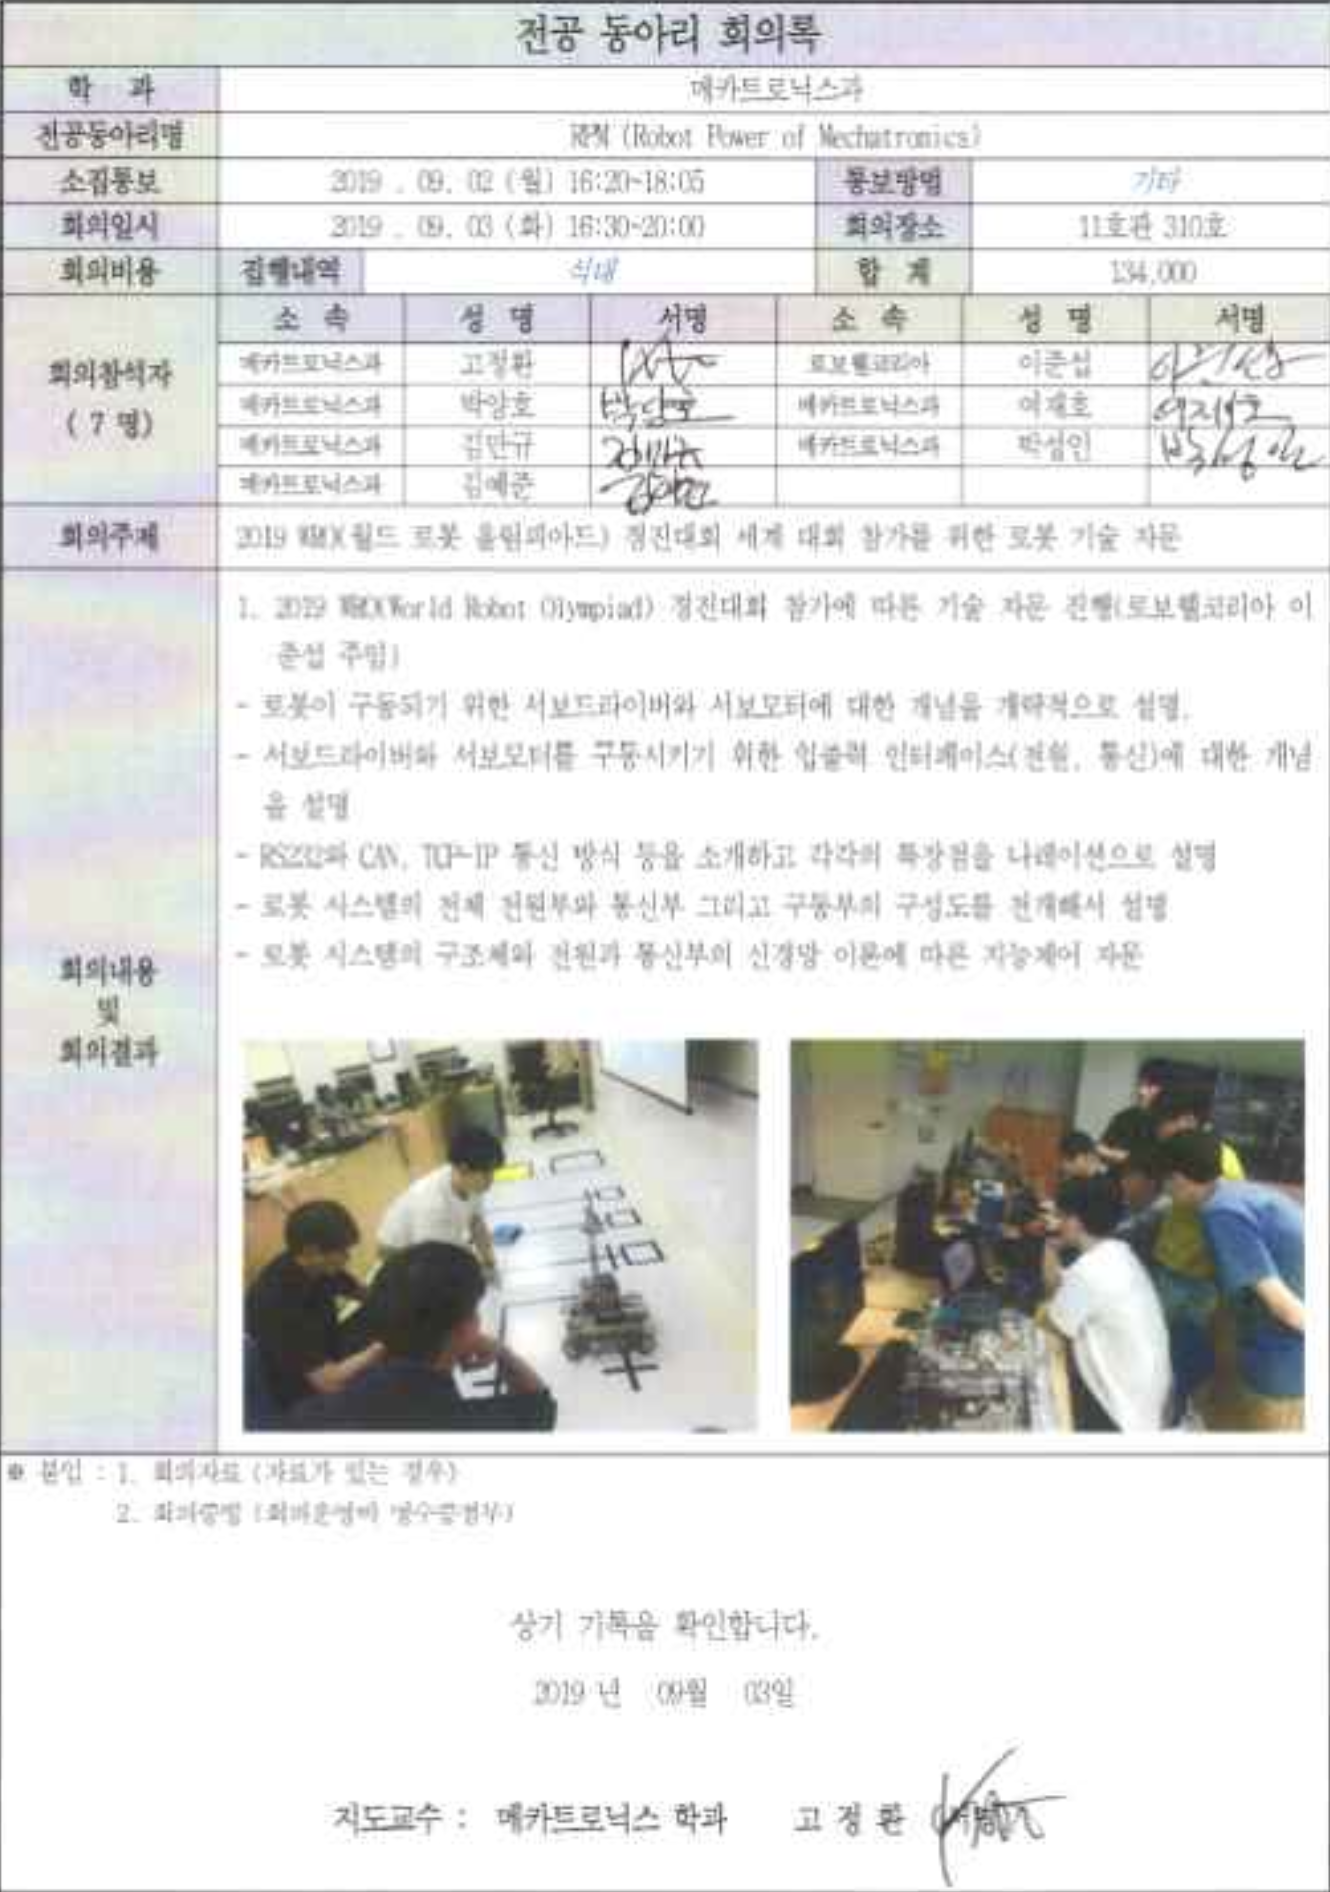 전공 동아리 회의록
학 과 메카트로닉스과
전공동아리명 RPM (Robot Power of Mechatronics)
소집통보 2019 . 09. 02 (월) 16:20~18:05 통보방법 기타
회의일시 2019 . 09. 03 (화) 16:30~20:00 회의장소 11호관 310호
회의비용 집행내역 식대 합 계 134,000
소 속 성 명 서명 소 속 성 명 서명
회의참석자
( 7 명)
메카트로닉스과 고정환 로보웰코리아 이준섭
메카트로닉스과 박양호 메카트로닉스과 여재호 여재호
메카트로닉스과 김만규 메카트로닉스과 박성인 박성인
메카트로닉스과 김예준
회의주제 2019 WRO(월드 로봇 올림피아드) 경진대회 세계 대회 참가를 위한 로봇 기술 자문
회의내용
및
회의결과
1. 2019 WRO(World Robot Olympiad) 경진대회 참가에 따른 기술 자문 진행(로보웰코리아 이
준섭 주임)
- 로봇이 구동되기 위한 서보드라이버와 서보모터에 대한 개념을 개략적으로 설명.
- 서보드라이버와 서보모터를 구동시키기 위한 입출력 인터페이스(전원, 통신)에 대한 개념
을 설명
- RS232와 CAN, TCP-IP 통신 방식 등을 소개하고 각각의 특장점을 나레이션으로 설명
- 로봇 시스템의 전체 전원부와 통신부 그리고 구동부의 구성도를 전개해서 설명
- 로봇 시스템의 구조체와 전원과 통신부의 신경망 이론에 따른 지능제어 자문
※ 붙임 : 1. 회의자료 (자료가 있는 경우)
2. 회의증빙 (회의운영비 영수증첨부)
상기 기록을 확인합니다.
2019 년 09월 03일
지도교수 : 메카트로닉스 학과 고 정 환